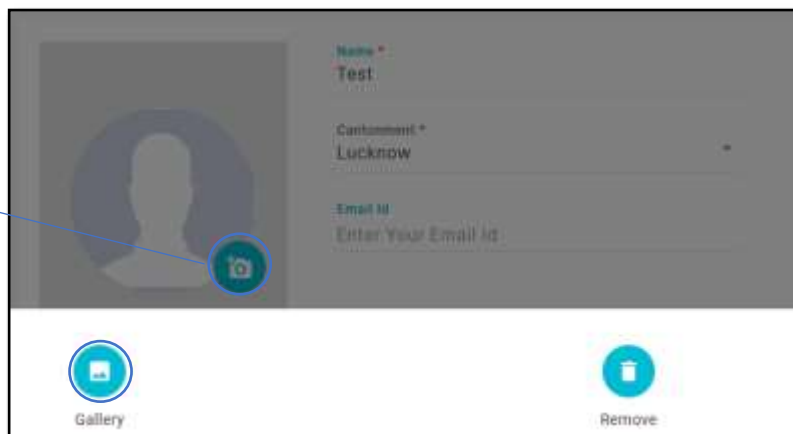 Name *
Test
Cantonment *
Lucknow
Email Id
Enter Your Email Id
Gallery
Remove